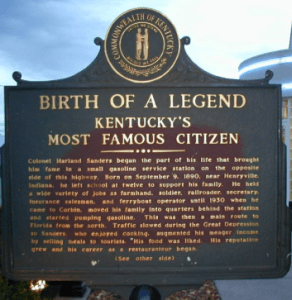 COMMONWEALTH OF KENTUCKY
BIRTH OF A LEGEND
KENTUCKY'S
MOST FAMOUS CITIZEN
Colonel Harland Sanders began the part of his life that brought
him fame in a small gasoline service station on the opposite
side of this highway. Born on September 9, 1890, near Henryville,
Indiana, he left school at twelve to support his family. He held
a wide variety of jobs as farmhand, soldier, railroader, secretary,
insurance salesman, and ferryboat operator until 1930 when he
came to Corbin, moved his family into quarters behind the station
and started pumping gasoline. This was then a main route to
Florida from the north. Traffic slowed during the Great Depression
so Sanders, who enjoyed cooking, augmented his meager income
by selling meals to tourists. His food was liked. His reputation
grew and his career as a restauranteur began.
(See other side)